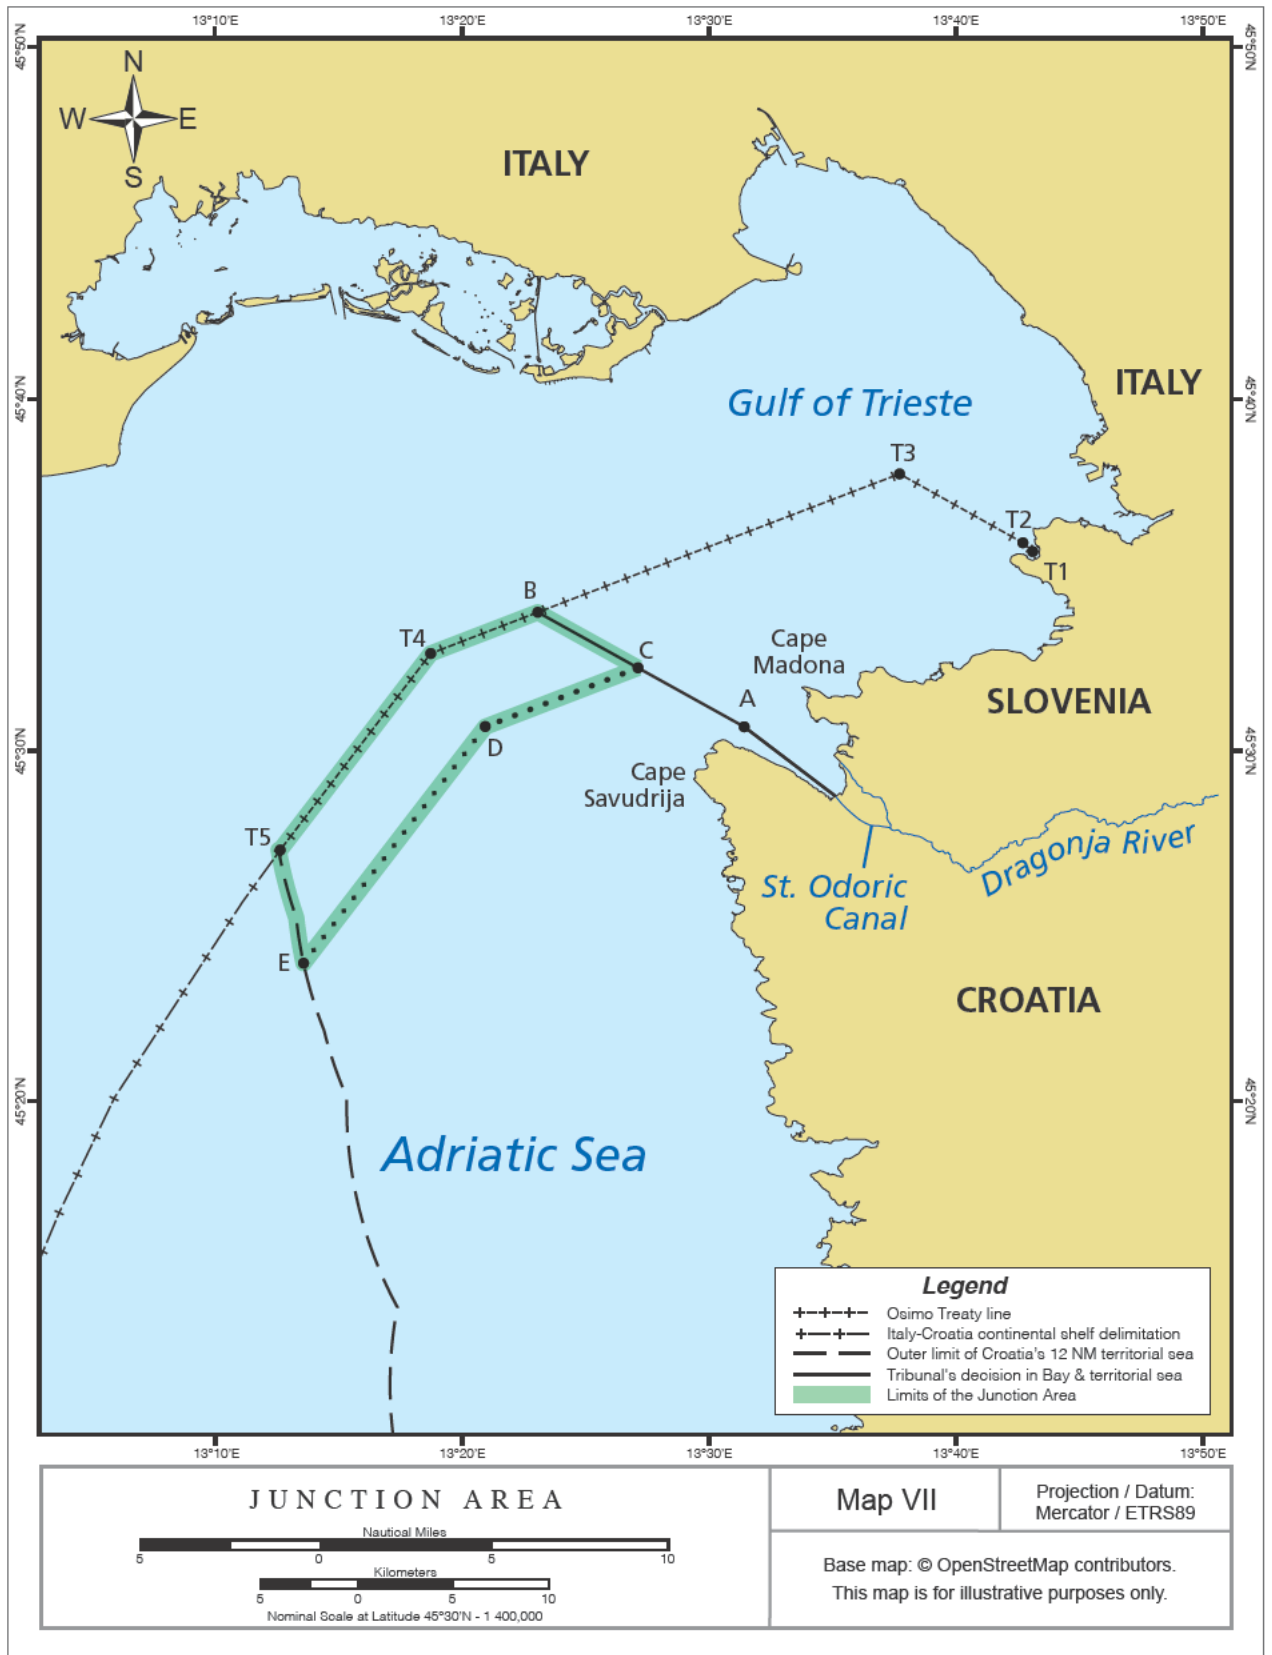 13°10'E 13°20'E 13°30'E 13°40'E 13°50'E
45°50'N 45°50'N
N
W E
S
ITALY
ITALY
45°40'N 45°40'N
Gulf of Trieste
T3
T2
T1
B
T4
C
Cape
Madona
A
SLOVENIA
D
45°30'N 45°30'N
Cape
Savudrija
T5
Dragonja River
St. Odoric
Canal
E
CROATIA
45°20'N 45°20'N
Adriatic Sea
Legend
Osimo Treaty line
Italy-Croatia continental shelf delimitation
Outer limit of Croatia's 12 NM territorial sea
Tribunal's decision in Bay & territorial sea
Limits of the Junction Area
13°10'E 13°20'E 13°30'E 13°40'E 13°50'E
JUNCTION AREA
Nautical Miles
5 0 5 10
Kilometers
5 0 5 10
Nominal Scale at Latitude 45°30'N - 1 400,000
Map VII
Projection / Datum:
Mercator / ETRS89
Base map: © OpenStreetMap contributors.
This map is for illustrative purposes only.